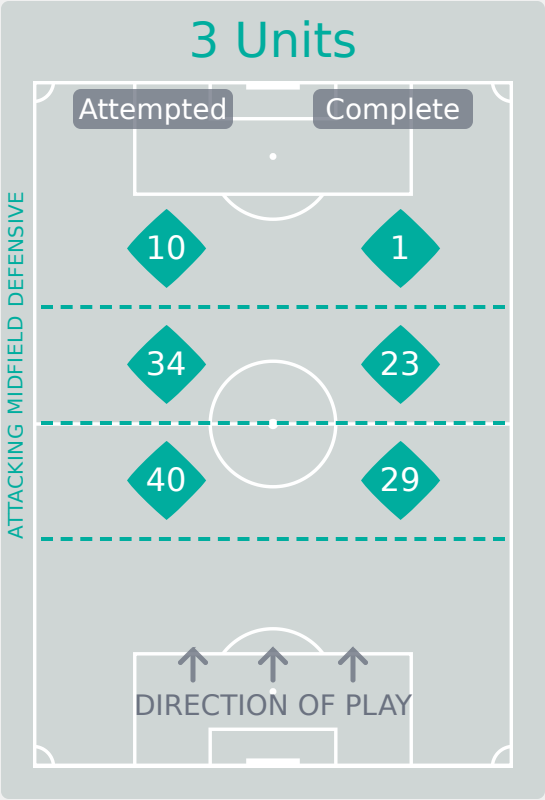 3 Units
Attempted
Complete
10
1
34
23
40
29
ATTACKING MIDFIELD DEFENSIVE
DIRECTION OF PLAY